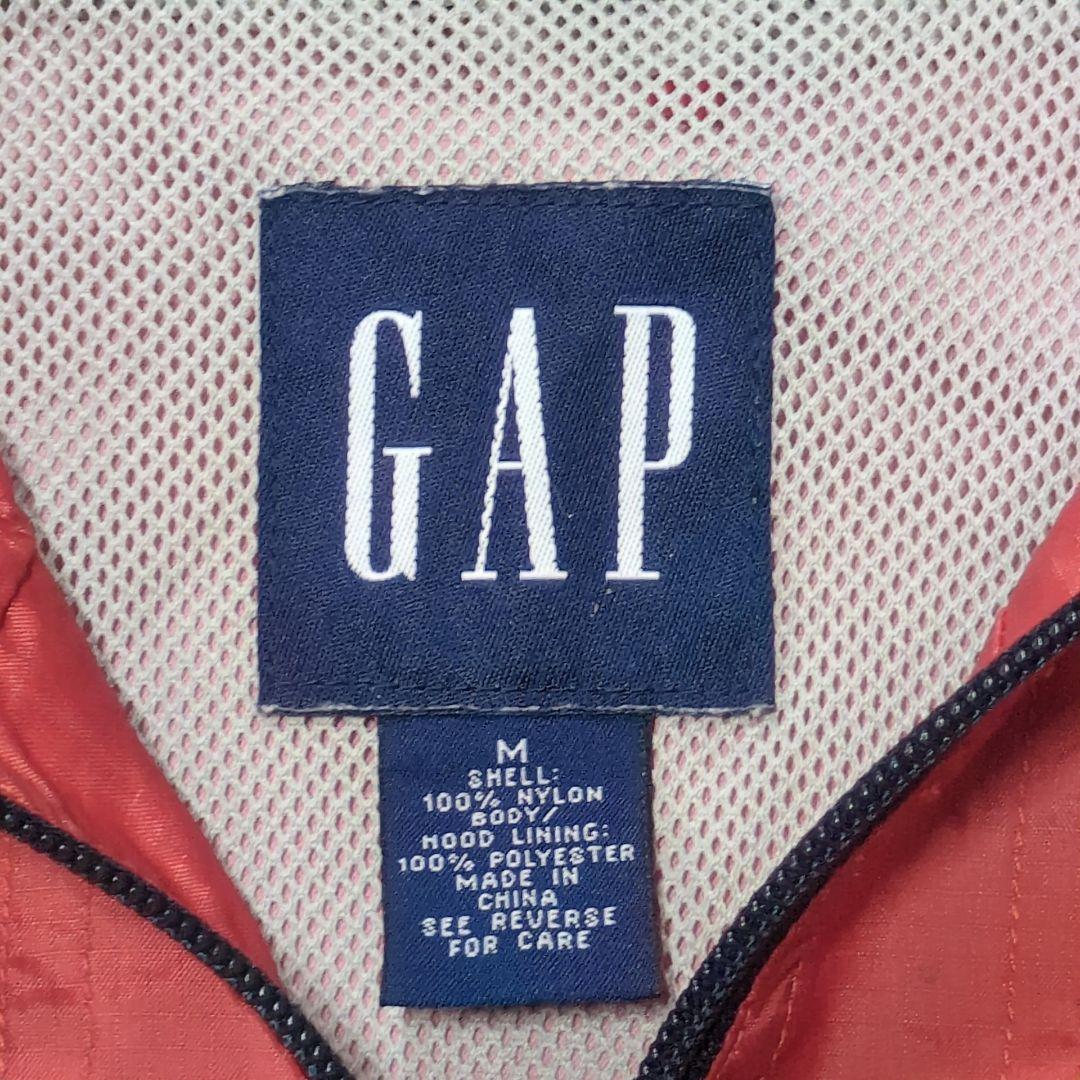 GAP
M
SHELL:
100% NYLON
BODY/
HOOD LINING:
100% POLYESTER
MADE IN
CHINA
SEE REVERSE
FOR CARE